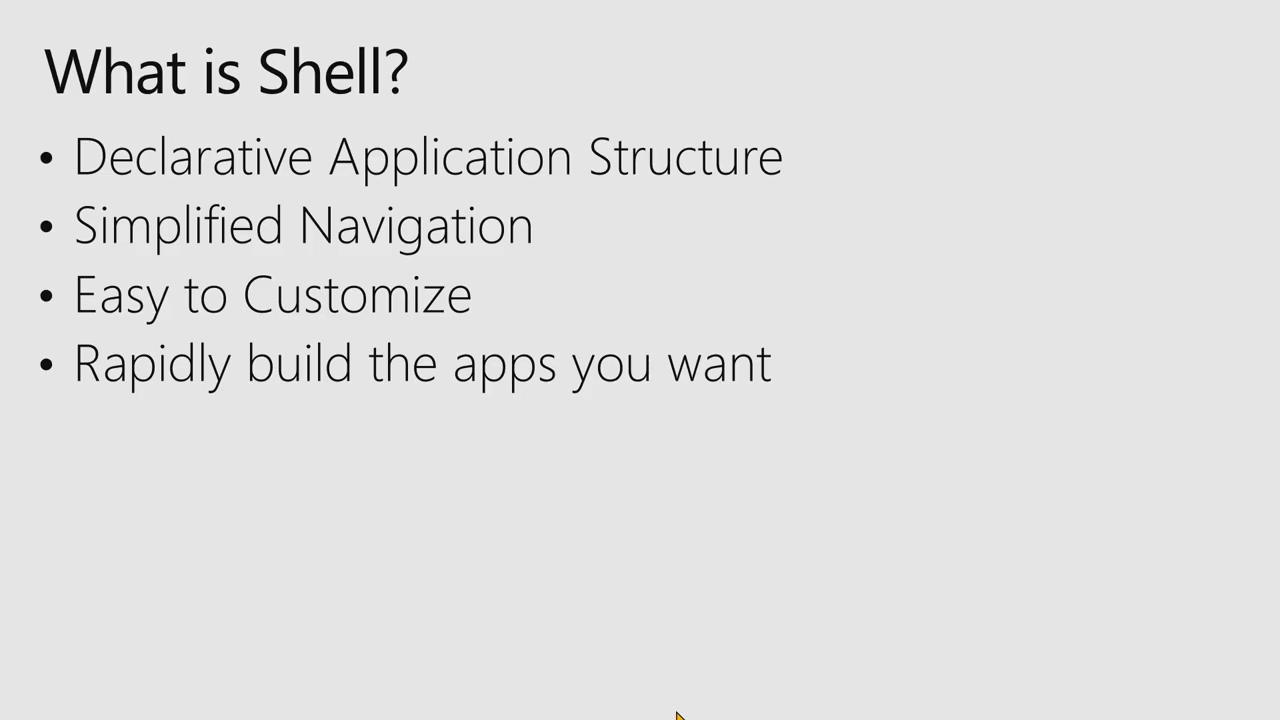 What is Shell?
• Declarative Application Structure
• Simplified Navigation
• Easy to Customize
• Rapidly build the apps you want